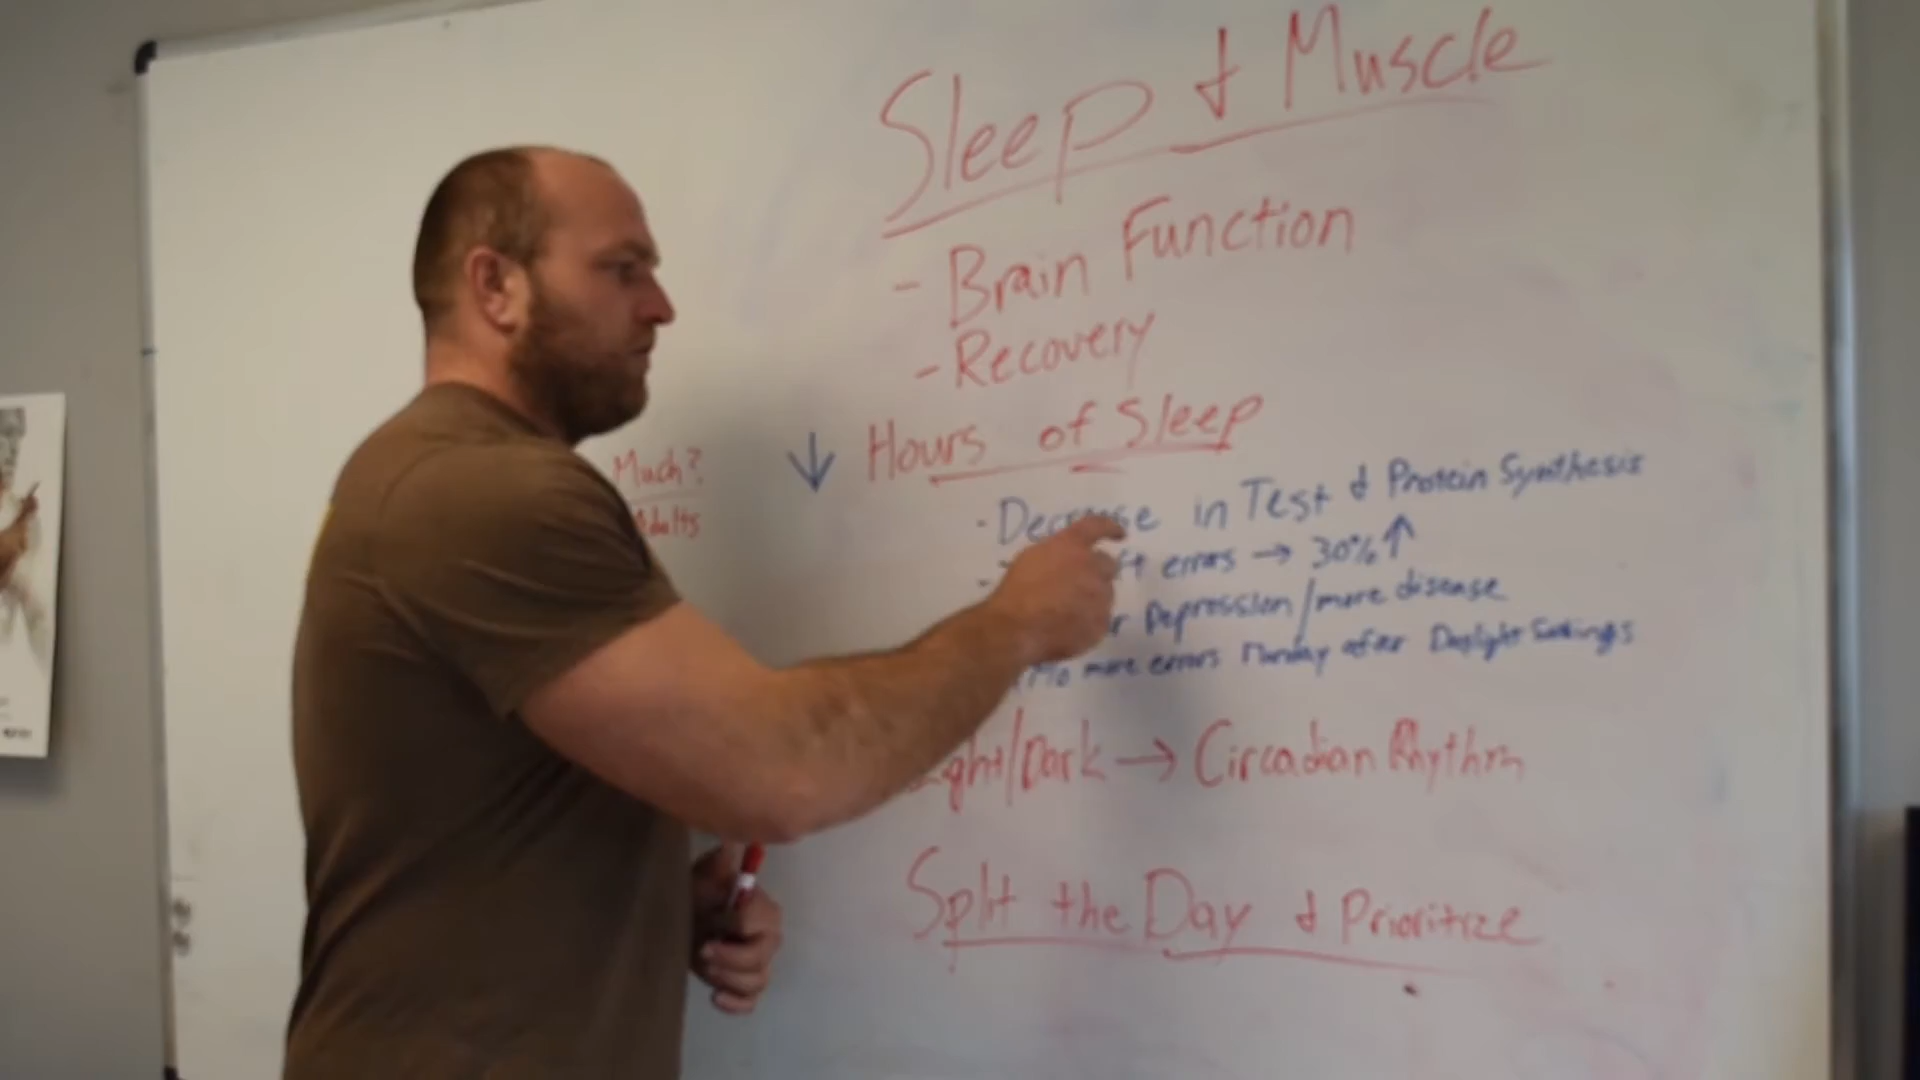 Sleep & Muscle
- Brain Function
- Recovery
Much?
Adults
↓ Hours of Sleep
- Decrease in Test & Protein Synthesis
- errors → 30% ↑
Depression/more disease
more errors Monday after Daylight Savings
Light/Dark → Circadian Rhythm
Split the Day & Prioritize